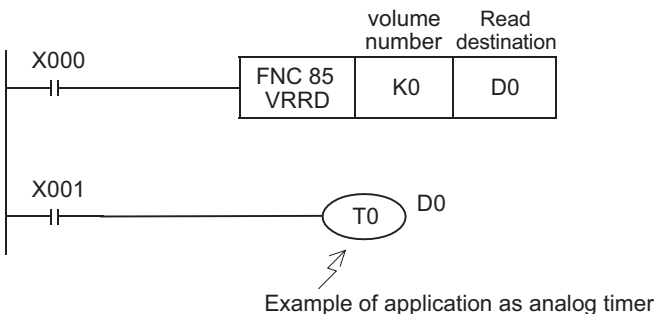 volume number
Read destination
X000
FNC 85
VRRD
K0
D0
X001
T0
D0
Example of application as analog timer